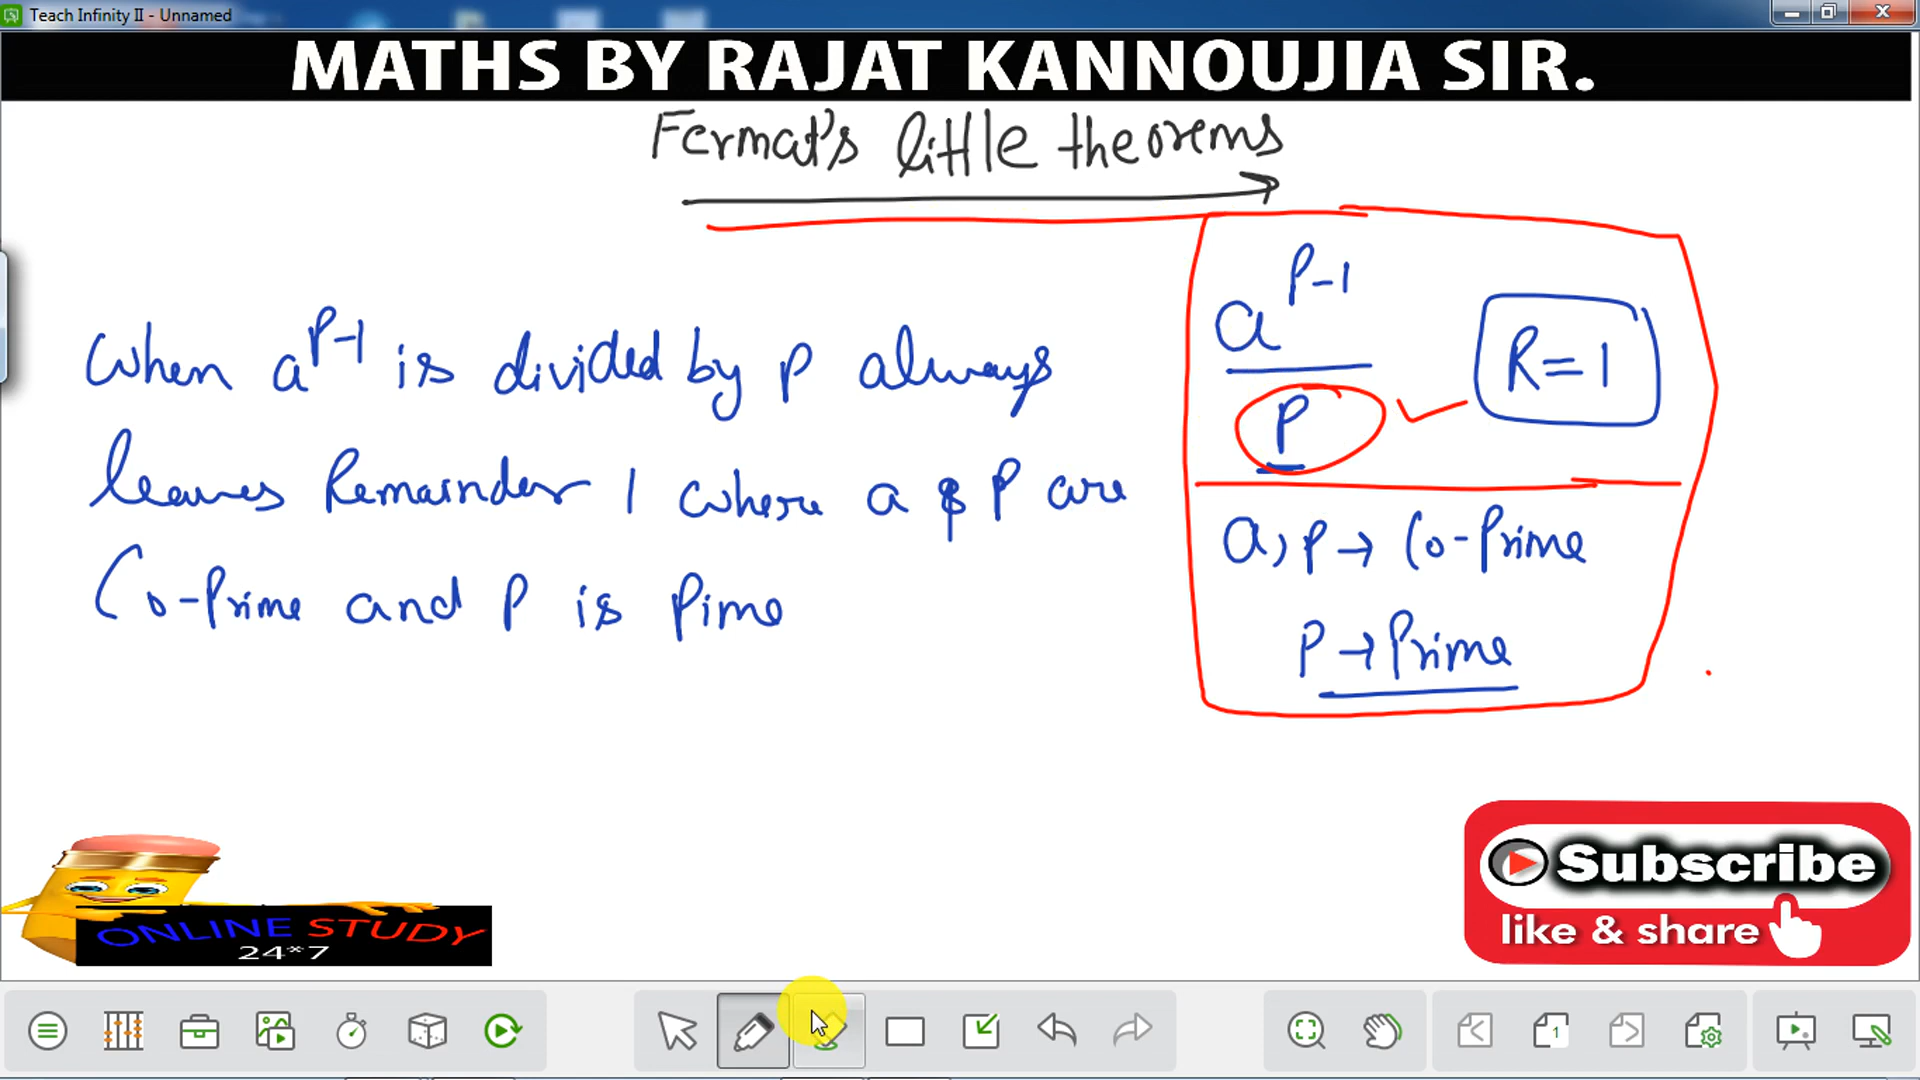 Teach Infinity II - Unnamed
MATHS BY RAJAT KANNOUJIA SIR.
Fermat's little theorems
When a^P-1 is divided by p always
leaves Remainder 1 where a & P are
Co-Prime and P is Pime
a^P-1
P
R=1
a, P → Co-Prime
P → Prime
ONLINE STUDY
24*7
Subscribe
like & share
1